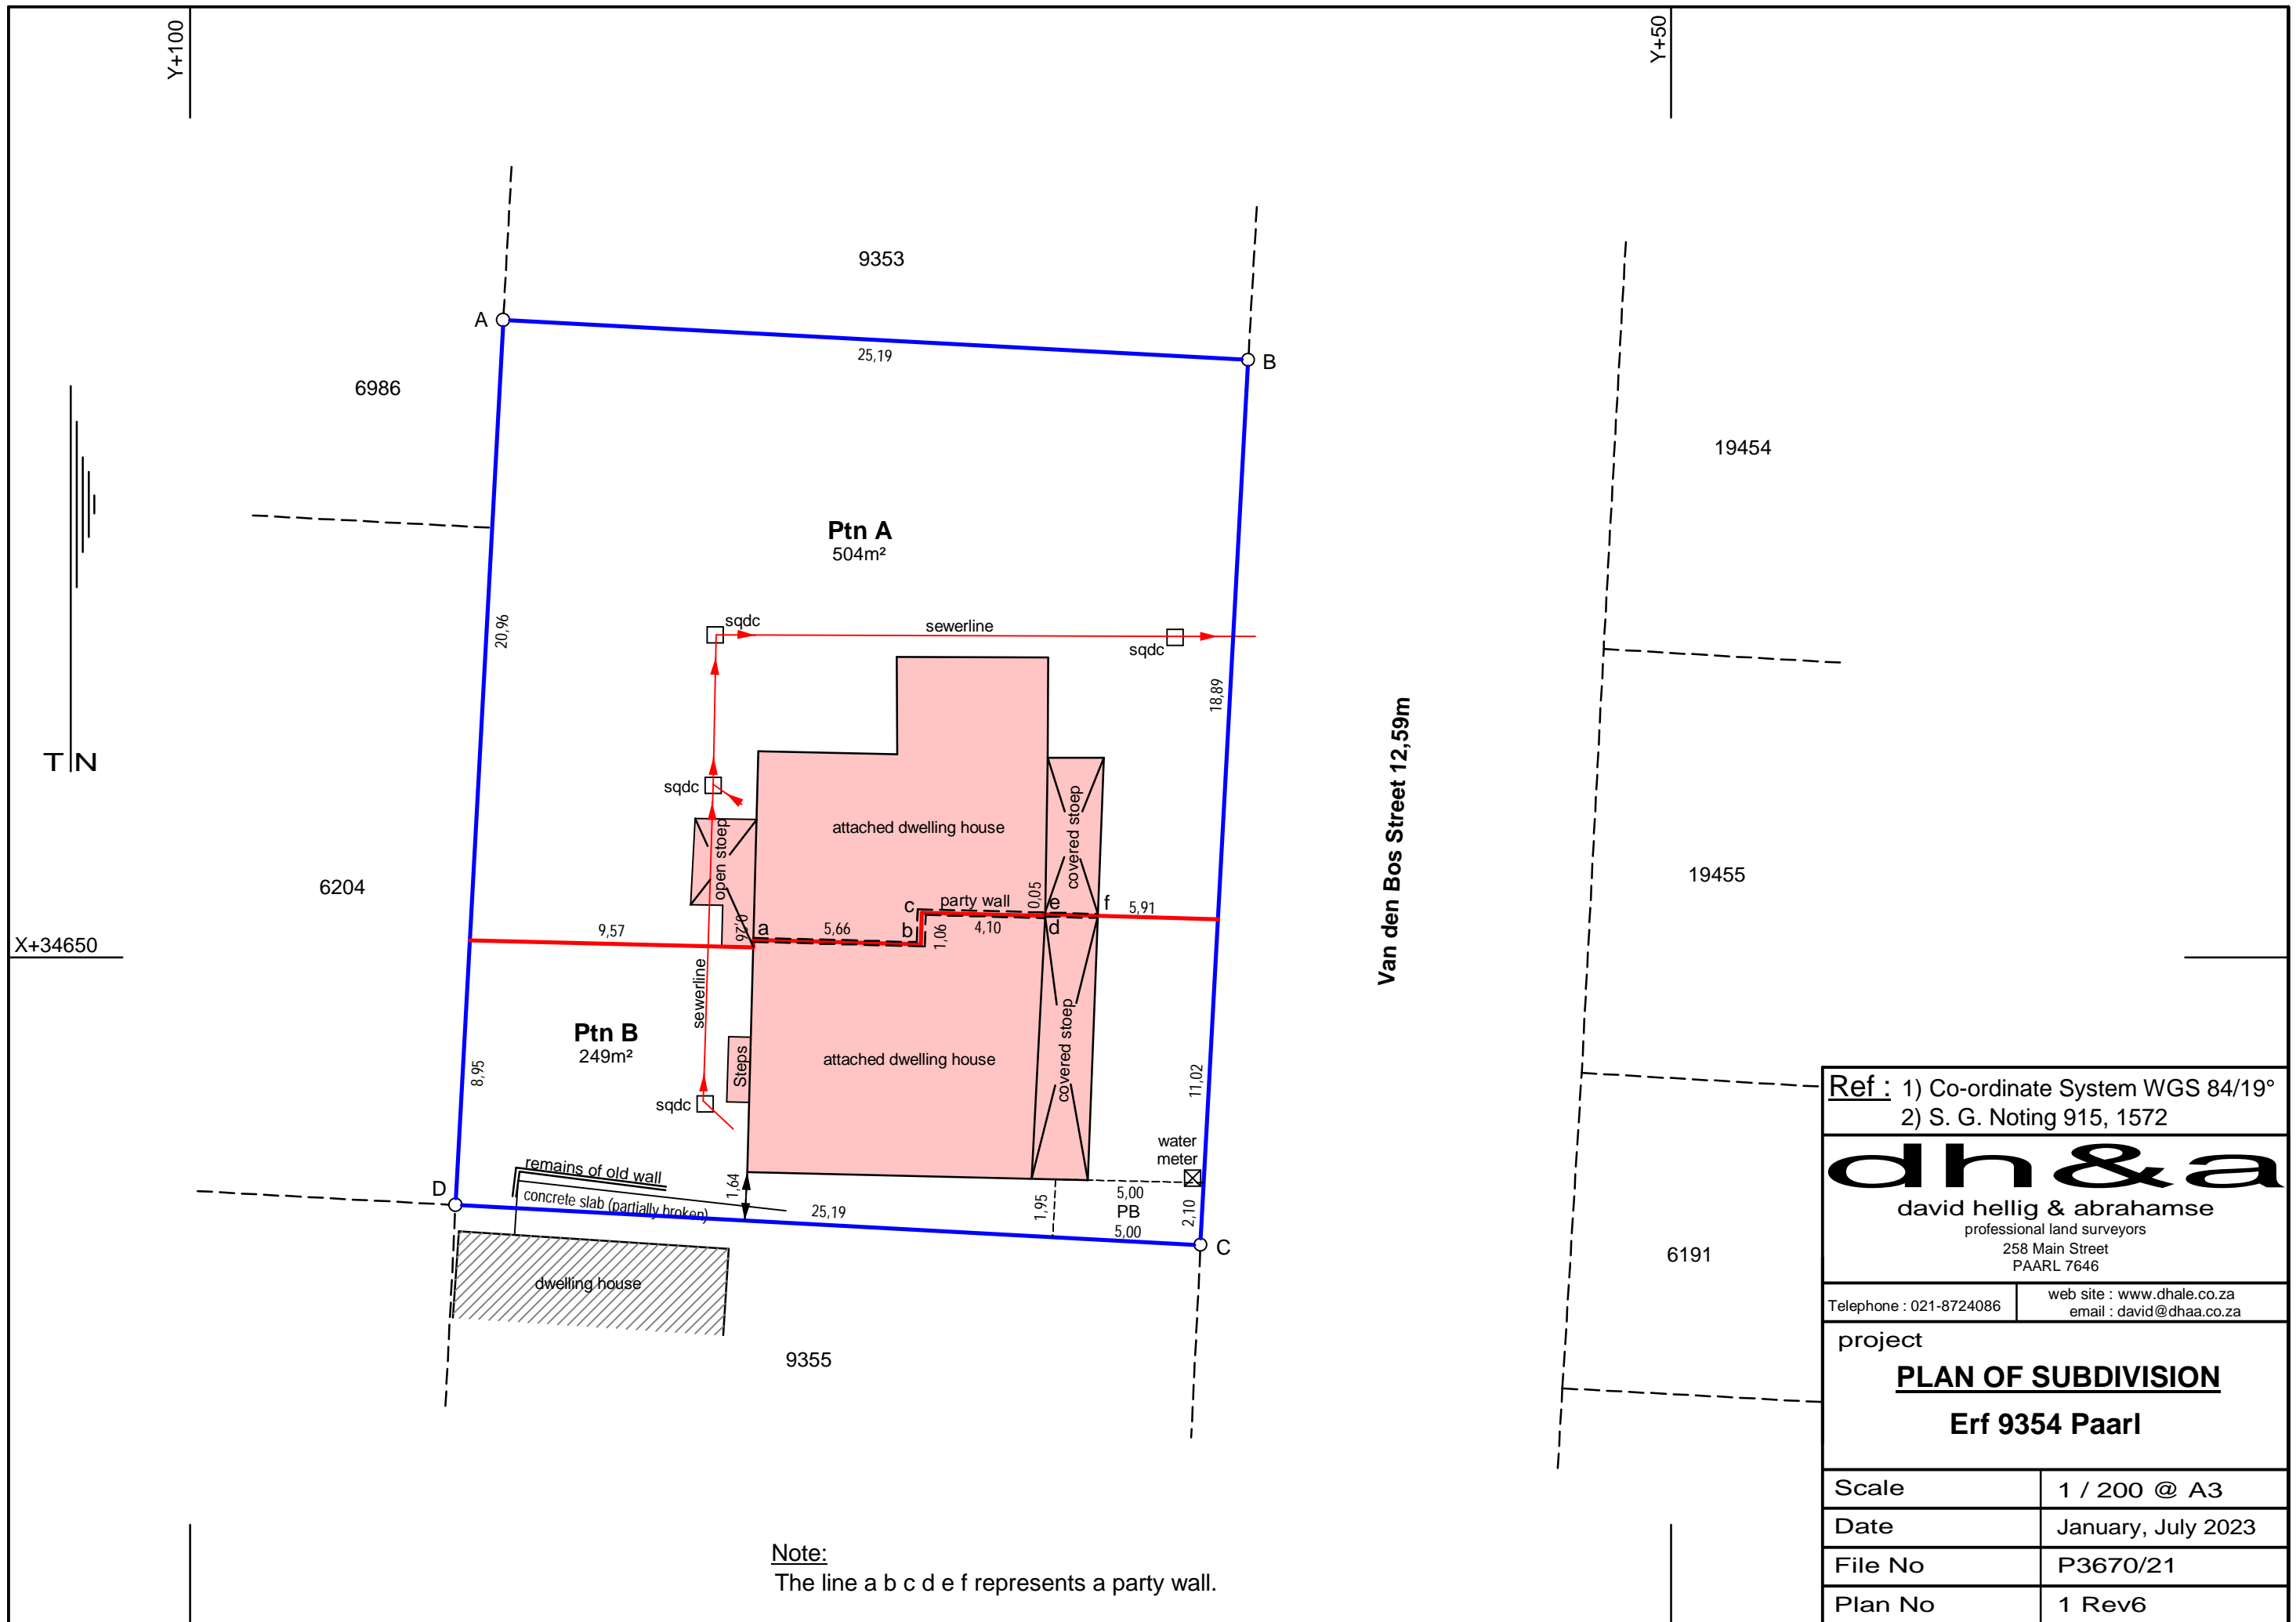 Y+100
Y+50
9353
A
25,19
B
6986
19454
Ptn A
504m²
20,96
sqdc
sewerline
sqdc
18,89
Van den Bos Street 12,59m
T N
sqdc
covered stoep
attached dwelling house
open stoep
19455
6204
0,05
c
party wall
e
f
5,91
0,26
a
9,57
5,66
b
1,06
4,10
d
X+34650
sewerline
Ptn B
249m²
covered stoep
attached dwelling house
Steps
8,95
11,02
sqdc
water
meter
remains of old wall
1,64
D
concrete slab (partially broken)
25,19
1,95
5,00
PB
5,00
2,10
C
6191
dwelling house
9355
Note:
The line a b c d e f represents a party wall.
Ref : 1) Co-ordinate System WGS 84/19°
2) S. G. Noting 915, 1572
dh&a
david hellig & abrahamse
professional land surveyors
258 Main Street
PAARL 7646
Telephone : 021-8724086
web site : www.dhale.co.za
email : david@dhaa.co.za
project
PLAN OF SUBDIVISION
Erf 9354 Paarl
Scale 1 / 200 @ A3
Date January, July 2023
File No P3670/21
Plan No 1 Rev6